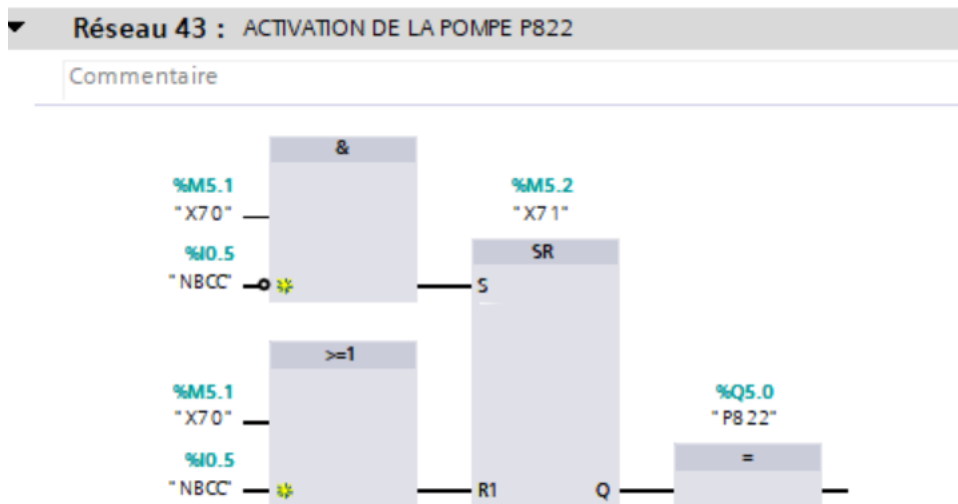 Réseau 43 : ACTIVATION DE LA POMPE P822
Commentaire
&
%M5.1
"X70"
%I0.5
"NBCC"
%M5.2
"X71"
SR
S
>=1
%M5.1
"X70"
%I0.5
"NBCC"
R1
Q
%Q5.0
"P822"
=